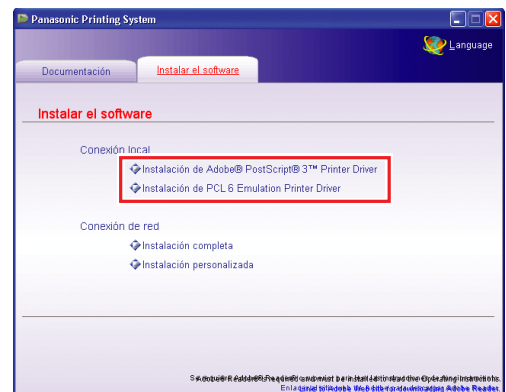 Panasonic Printing System
Language
Documentación
Instalar el software
Instalar el software
Conexión local
Instalación de Adobe® PostScript® 3™ Printer Driver
Instalación de PCL 6 Emulation Printer Driver
Conexión de red
Instalación completa
Instalación personalizada